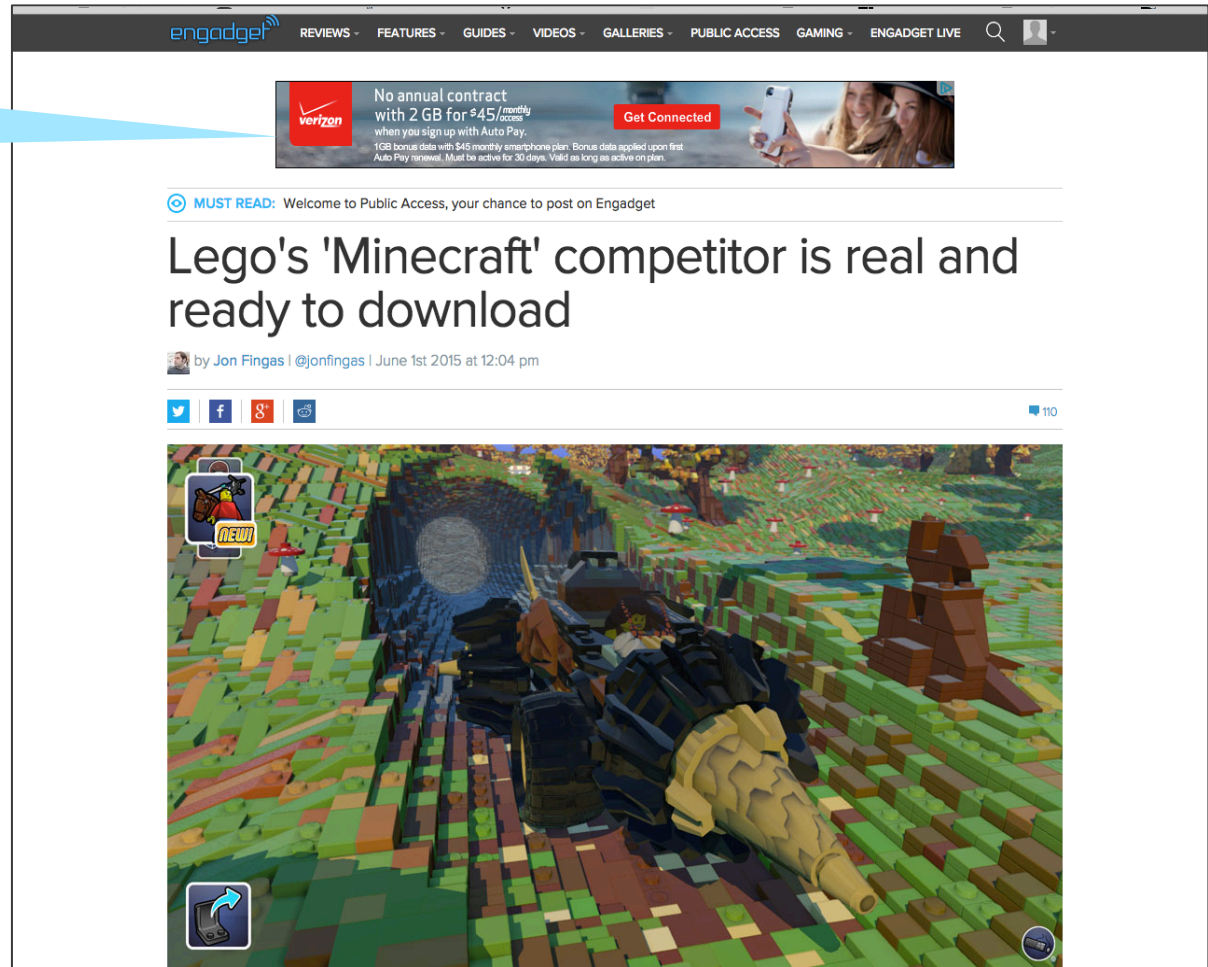 engadget REVIEWS FEATURES GUIDES VIDEOS GALLERIES PUBLIC ACCESS GAMING ENGADGET LIVE
verizon
No annual contract
with 2 GB for $45/monthly access
when you sign up with Auto Pay.
1GB bonus data with $45 monthly smartphone plan. Bonus data applied upon first
Auto Pay renewal. Must be active for 30 days. Valid as long as active on plan.
Get Connected
MUST READ: Welcome to Public Access, your chance to post on Engadget
Lego's 'Minecraft' competitor is real and
ready to download
by Jon Fingas | @jonfingas | June 1st 2015 at 12:04 pm
f 8+ 110
NEW!